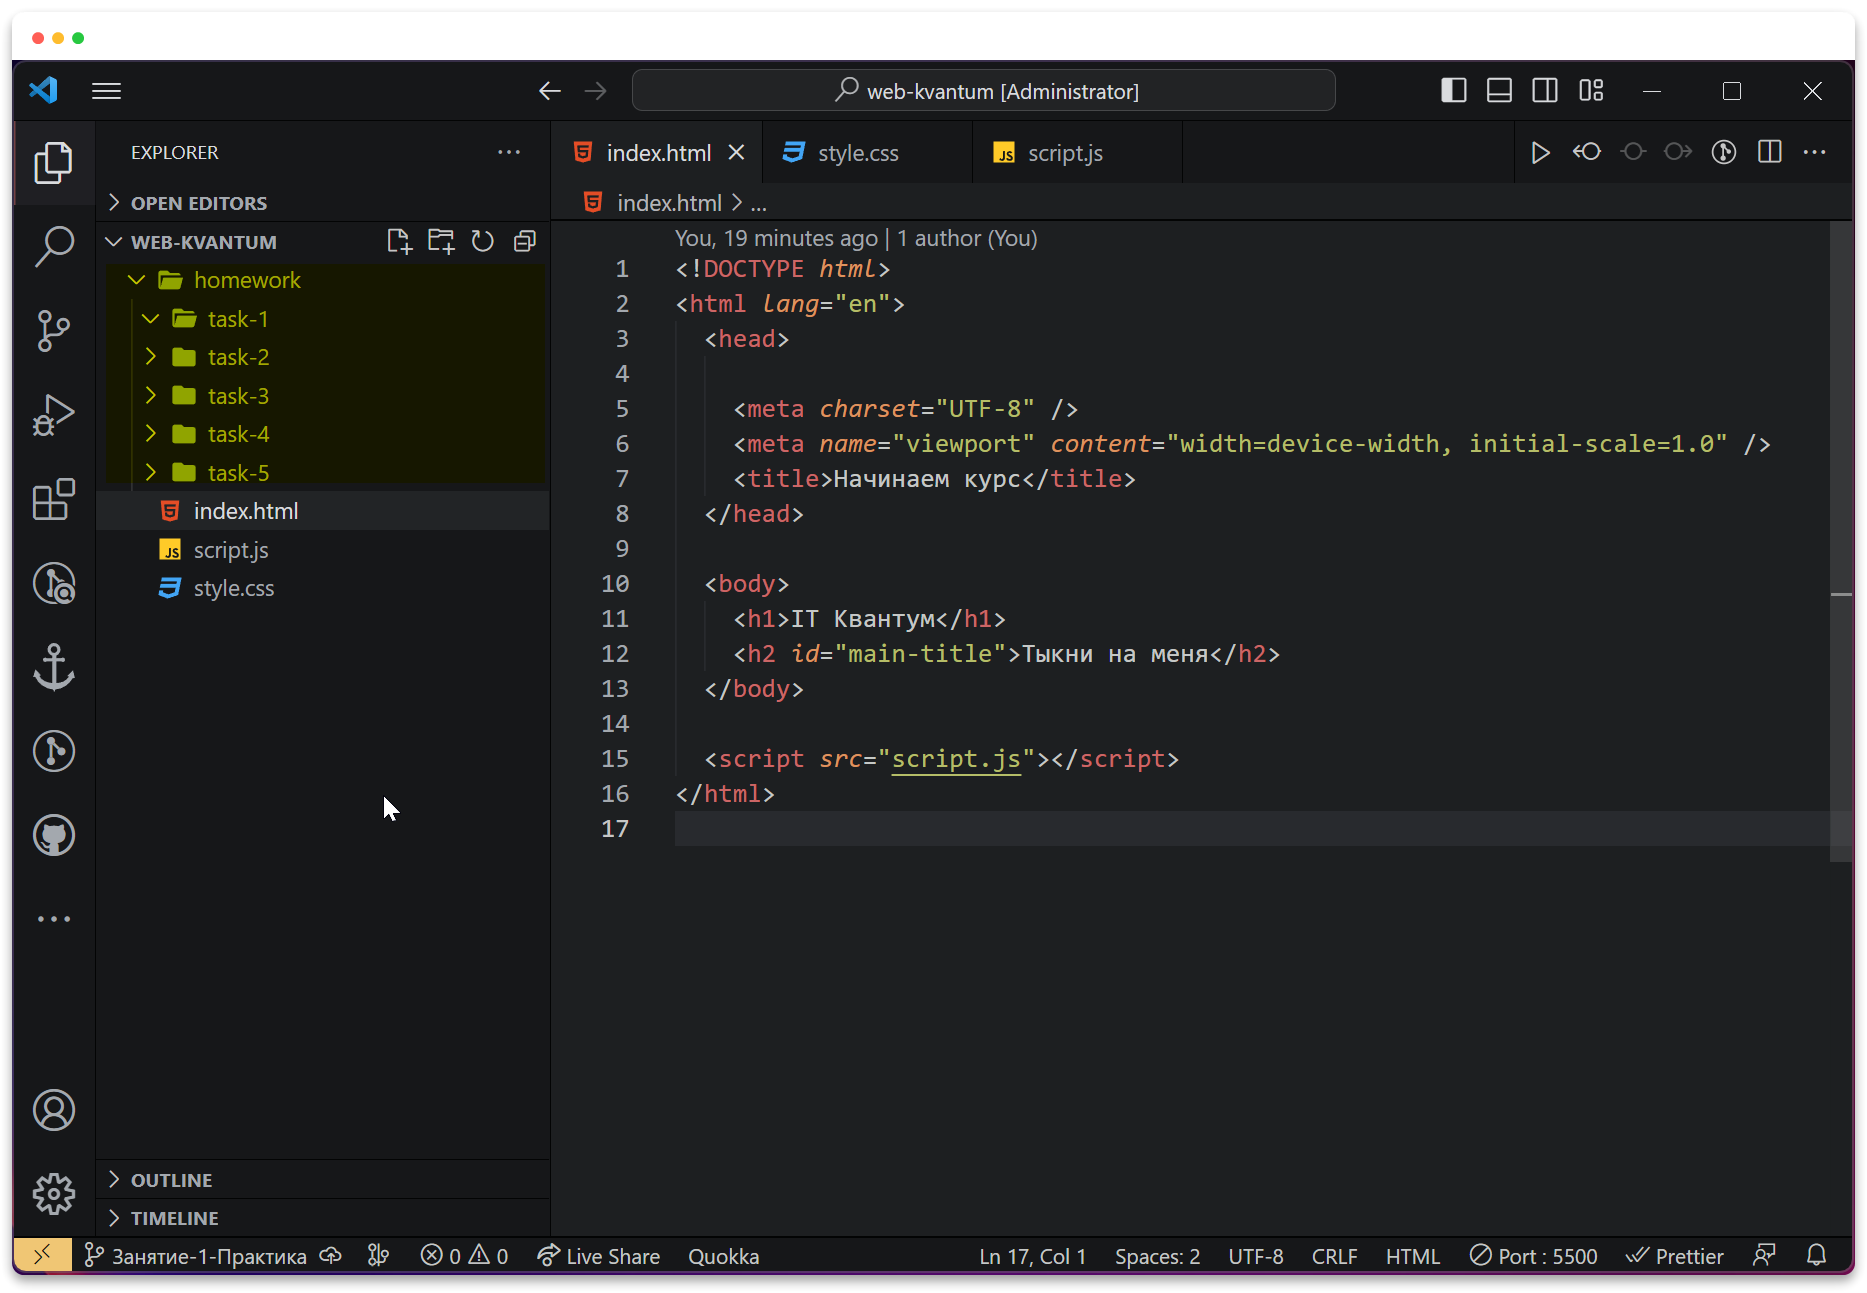 web-kvantum [Administrator]
EXPLORER
OPEN EDITORS
WEB-KVANTUM
homework
task-1
task-2
task-3
task-4
task-5
index.html
script.js
style.css
OUTLINE
TIMELINE
index.html
style.css
script.js
index.html > ...
You, 19 minutes ago | 1 author (You)
1 <!DOCTYPE html>
2 <html lang="en">
3 <head>
4
5 <meta charset="UTF-8" />
6 <meta name="viewport" content="width=device-width, initial-scale=1.0" />
7 <title>Начинаем курс</title>
8 </head>
9
10 <body>
11 <h1>IT Квантум</h1>
12 <h2 id="main-title">Тыкни на меня</h2>
13 </body>
14
15 <script src="script.js"></script>
16 </html>
17
Занятие-1-Практика 0 0 Live Share Quokka Ln 17, Col 1 Spaces: 2 UTF-8 CRLF HTML Port : 5500 Prettier